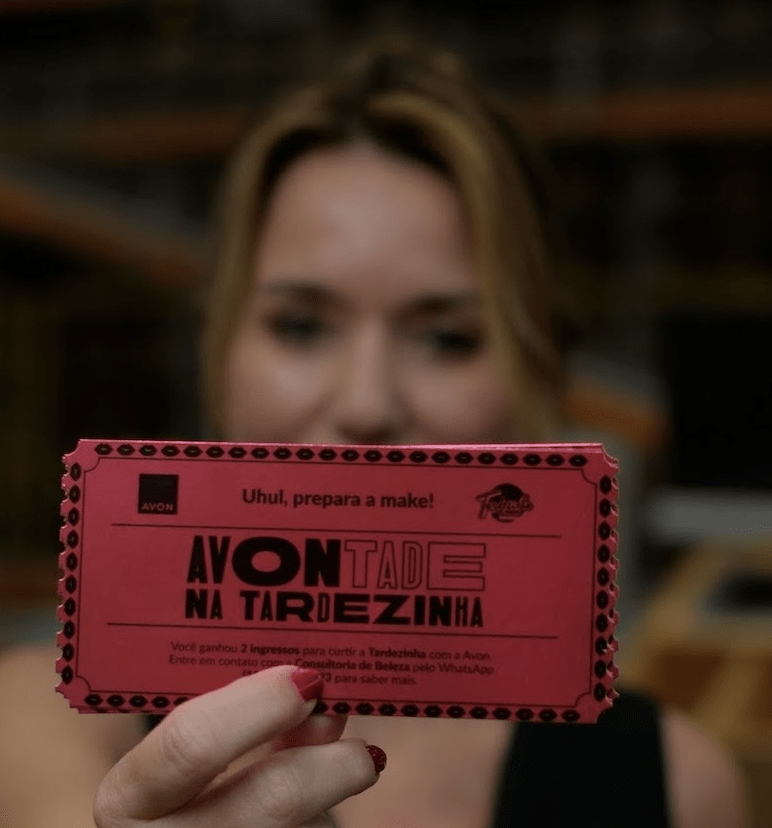 AVON
Uhul, prepara a make!
AVONTADE
NA TARDEZINHA
Você ganhou 2 ingressos para curtir a Tardezinha com a Avon.
Entre em contato com a Consultoria de Beleza pelo WhatsApp
para saber mais.